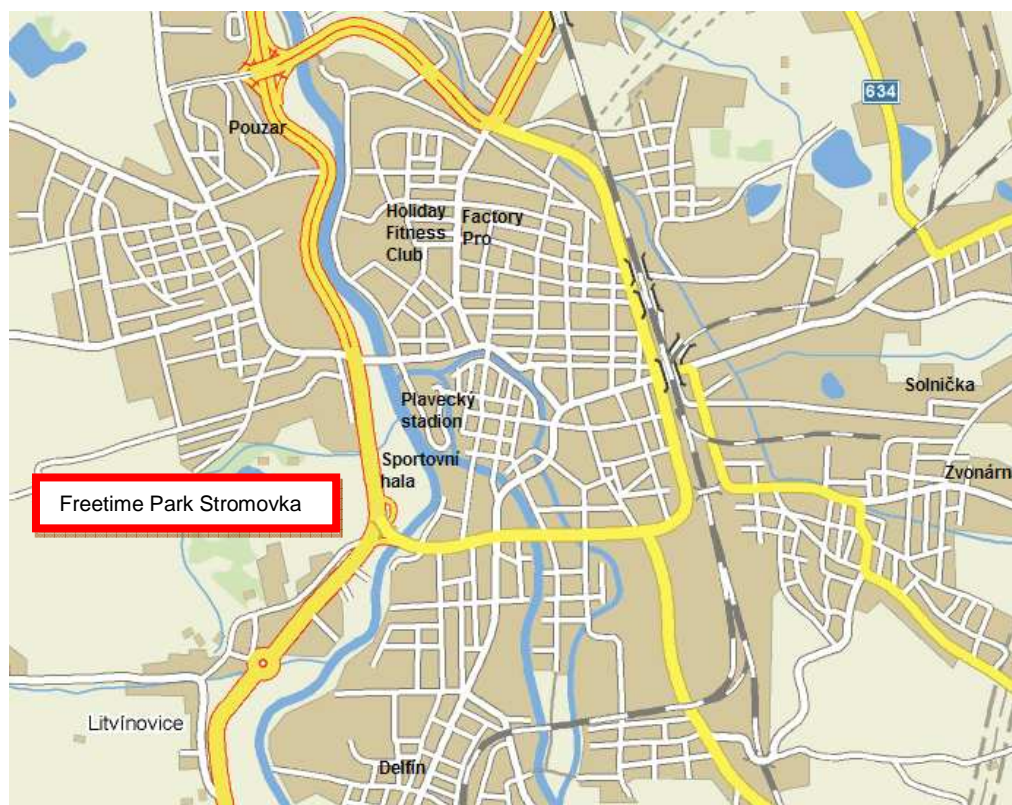 634
Pouzar
Holiday
Fitness
Club
Factory
Pro
Solnička
Plavecký
stadion
Sportovní
hala
Zvonárn
Freetime Park Stromovka
Litvínovice
Delfín